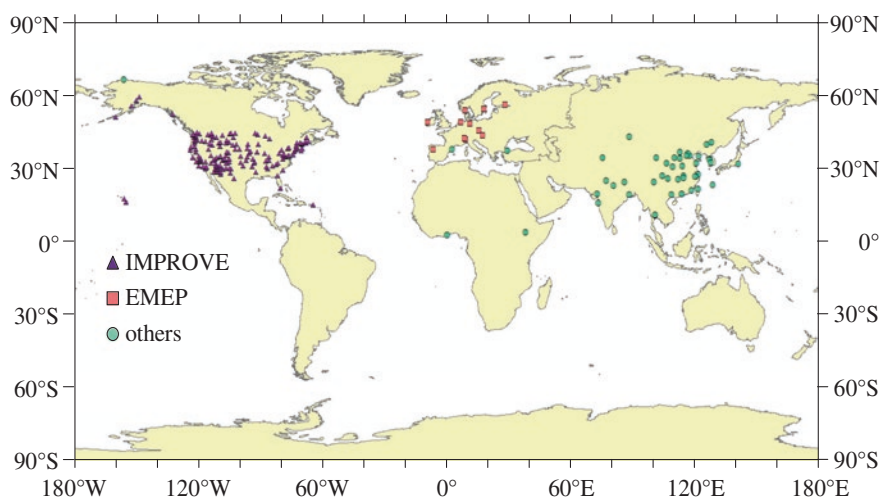 90°N 90°N
60°N 60°N
30°N 30°N
0° 0°
IMPROVE
EMEP
30°S 30°S
others
60°S 60°S
90°S 90°S
180°W 120°W 60°W 0° 60°E 120°E 180°E